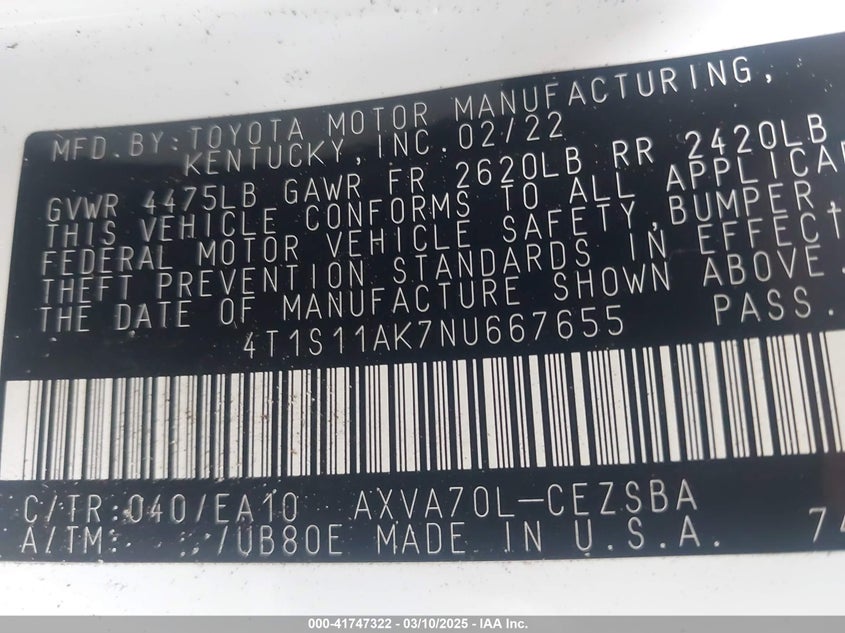 MFD.BY:TOYOTA MOTOR MANUFACTURING,
KENTUCKY,INC.02/22
GVWR 4475LB GAWR FR 2620LB RR 2420LB
THIS VEHICLE CONFORMS TO ALL
FEDERAL MOTOR VEHICLE SAFETY,BUMPER,
THEFT PREVENTION STANDARDS IN EFFECT
THE DATE OF MANUFACTURE SHOWN ABOVE.
4T1S11AK7NU667655 PASS.
C/TR:040/EA10 AXVA70L-CEZSBA
A/TM: /UB80E MADE IN U.S.A.
000-41747322 | 03/10/2025 - IAA Inc.